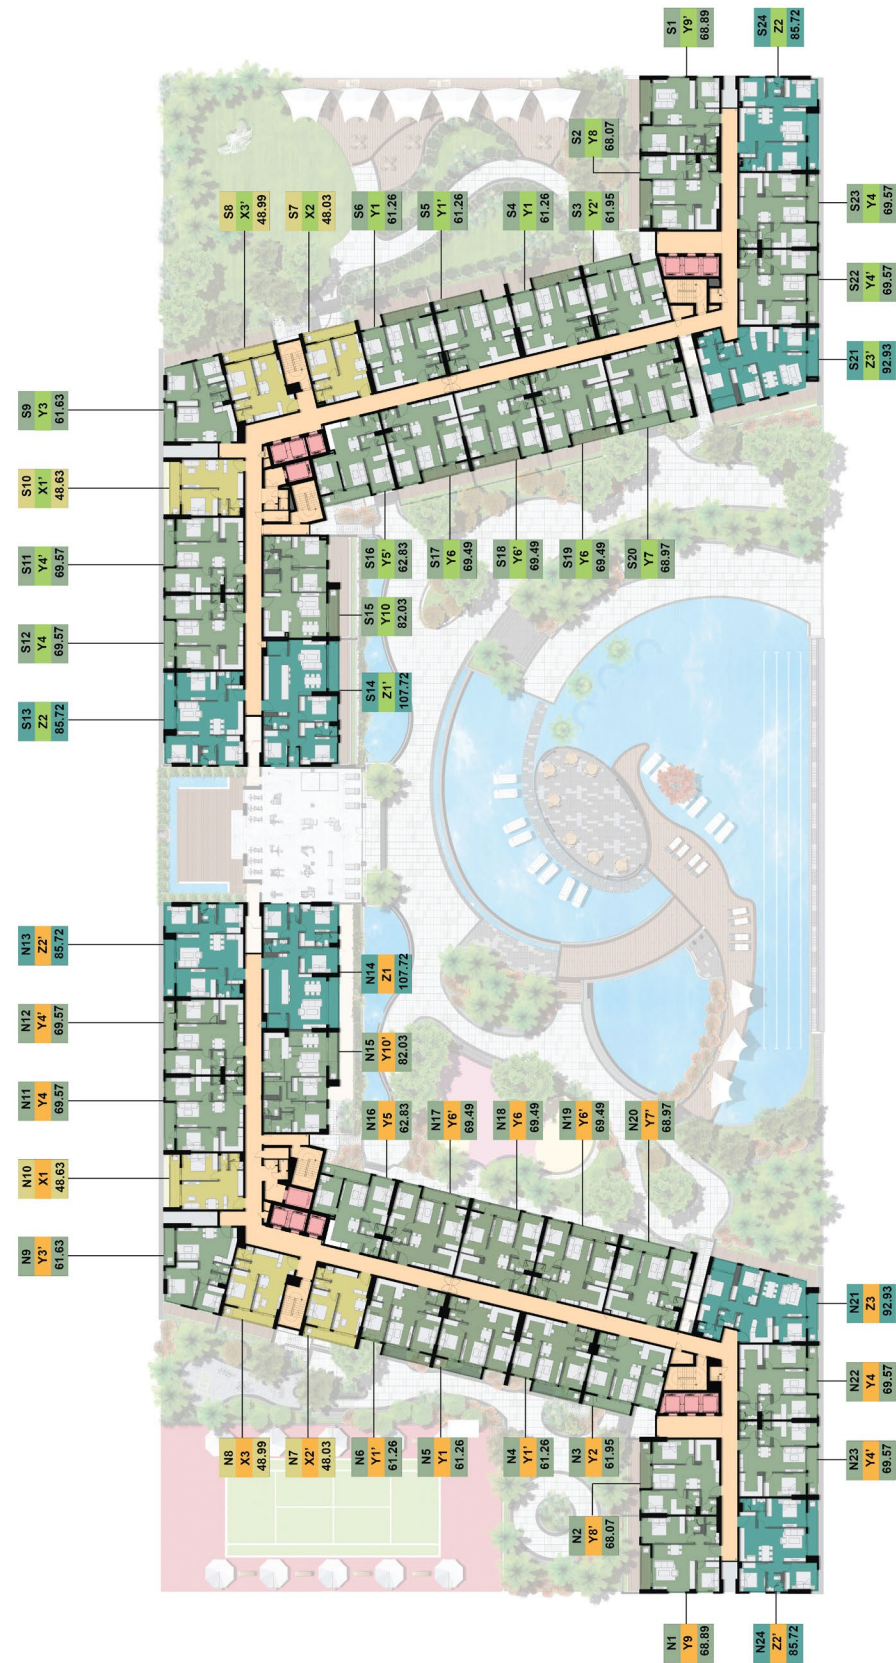 S1
Y9'
68.89
S24
Z2
85.72
S2
Y8
68.07
S8
X3'
48.99
S7
X2
48.03
S6
Y1
61.26
S5
Y1'
61.26
S4
Y1
61.26
S3
Y2'
61.95
S23
Y4
69.57
S22
Y4'
69.57
S21
Z3'
92.93
S9
Y3
61.63
S10
X1'
48.63
S11
Y4'
69.57
S12
Y4
69.57
S13
Z2
85.72
S16
Y5'
62.83
S17
Y6
69.49
S18
Y6'
69.49
S19
Y6
69.49
S20
Y7
68.97
S15
Y10
82.03
S14
Z1'
107.72
N13
Z2'
85.72
N12
Y4'
69.57
N11
Y4
69.57
N10
X1
48.63
N9
Y3'
61.63
N14
Z1
107.72
N15
Y10'
82.03
N16
Y5
62.83
N17
Y6'
69.49
N18
Y6
69.49
N19
Y6'
69.49
N20
Y7'
68.97
N21
Z3
92.93
N22
Y4
69.57
N23
Y4'
69.57
N8
X3
48.99
N7
X2'
48.03
N6
Y1'
61.26
N5
Y1
61.26
N4
Y1'
61.26
N3
Y2
61.95
N2
Y8'
68.07
N1
Y9
68.89
N24
Z2'
85.72